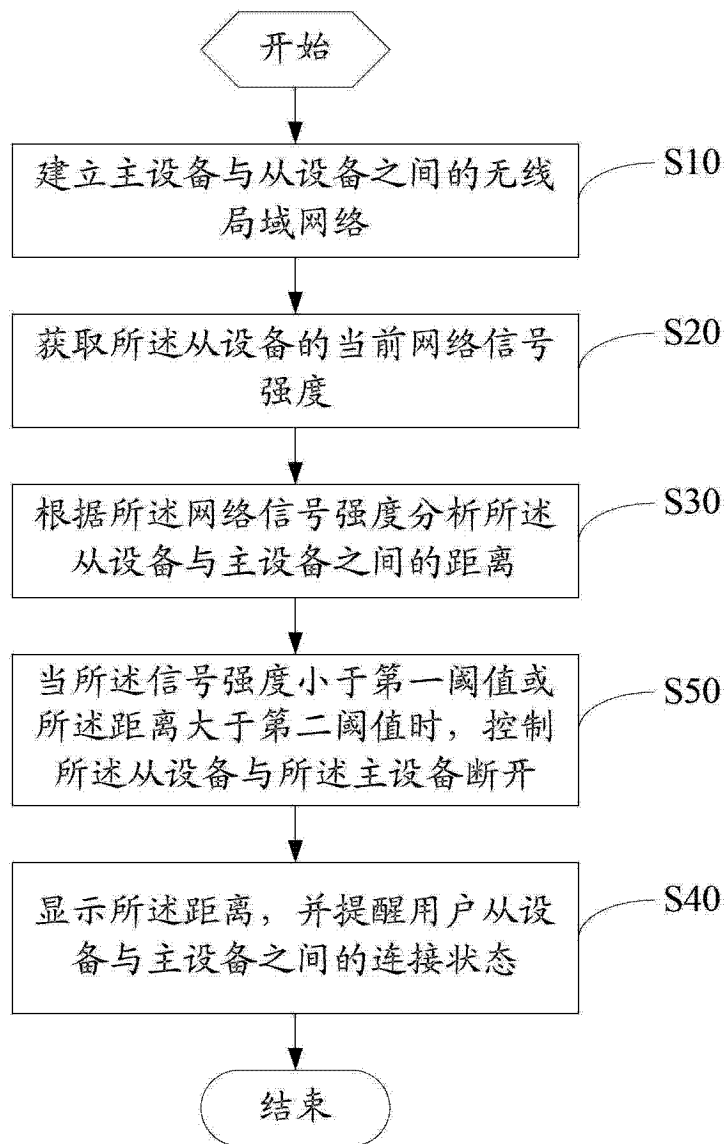 开始
建立主设备与从设备之间的无线
局域网络
S10
获取所述从设备的当前网络信号
强度
S20
根据所述网络信号强度分析所述
从设备与主设备之间的距离
S30
当所述信号强度小于第一阈值或
所述距离大于第二阈值时，控制
所述从设备与所述主设备断开
S50
显示所述距离，并提醒用户从设
备与主设备之间的连接状态
S40
结束